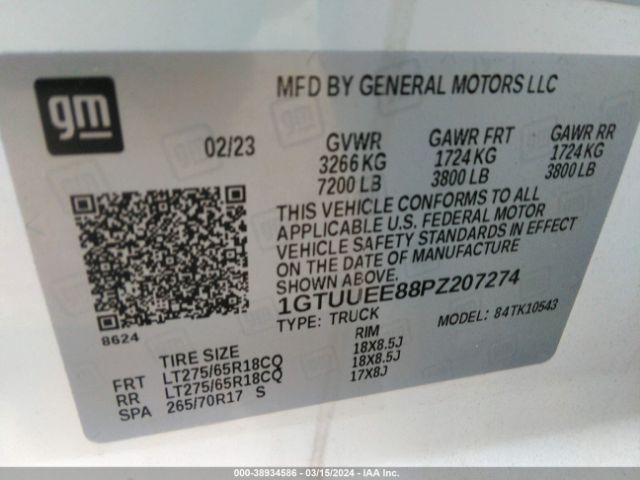 gm
MFD BY GENERAL MOTORS LLC
02/23
GVWR GAWR FRT GAWR RR
3266 KG 1724 KG 1724 KG
7200 LB 3800 LB 3800 LB
THIS VEHICLE CONFORMS TO ALL
APPLICABLE U.S. FEDERAL MOTOR
VEHICLE SAFETY STANDARDS IN EFFECT
ON THE DATE OF MANUFACTURE
SHOWN ABOVE.
1GTUUEE88PZ207274
8624
TYPE: TRUCK MODEL: 84TK10543
TIRE SIZE RIM
FRT LT275/65R18CQ 18X8.5J
RR LT275/65R18CQ 18X8.5J
SPA 265/70R17 S 17X8J
000-38934586 - 03/15/2024 - IAA Inc.